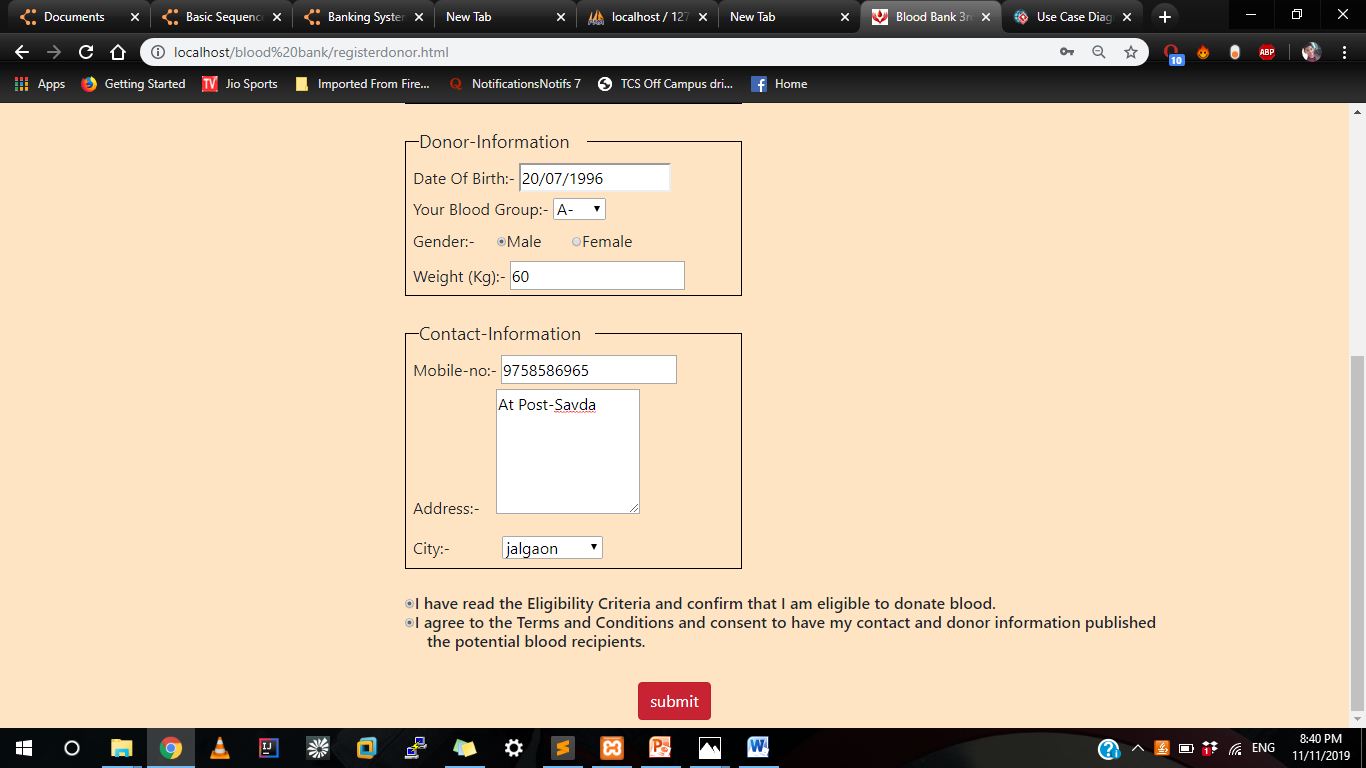 Documents
Basic Sequenc
Banking System
New Tab
localhost / 127
New Tab
Blood Bank 3r
Use Case Diag
localhost/blood%20bank/registerdonor.html
10
ABP
Apps
Getting Started
TV
Jio Sports
Imported From Fire...
NotificationsNotifs 7
TCS Off Campus dri...
Home
Donor-Information
Date Of Birth:- 20/07/1996
Your Blood Group:- A-
Gender:- Male Female
Weight (Kg):- 60
Contact-Information
Mobile-no:- 9758586965
At Post-Savda
Address:-
City:- jalgaon
I have read the Eligibility Criteria and confirm that I am eligible to donate blood.
I agree to the Terms and Conditions and consent to have my contact and donor information published
the potential blood recipients.
submit
ENG
8:40 PM
11/11/2019